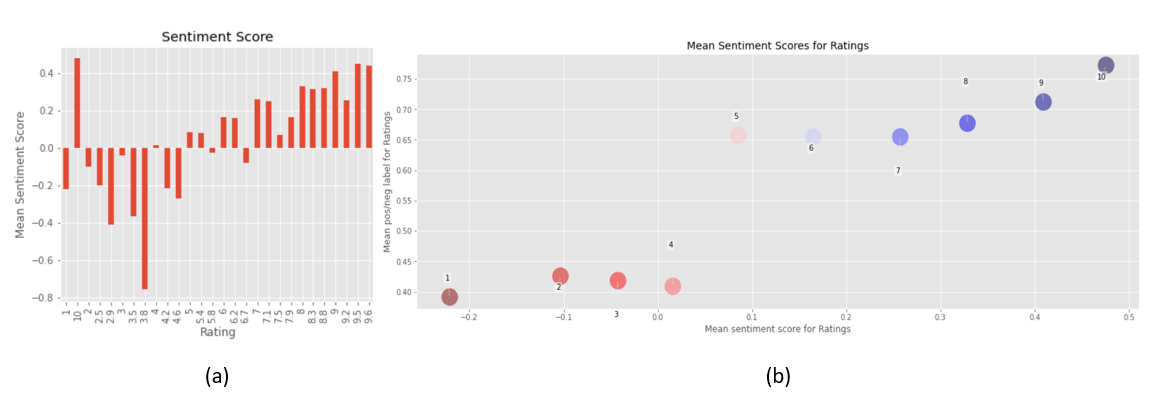 Sentiment Score
Mean Sentiment Score
0.4
0.2
0.0
−0.2
−0.4
−0.6
−0.8
1 10 2 2.5 2.9 3 3.5 3.8 4 4.2 4.6 5 5.4 5.8 6 6.2 6.7 7 7.1 7.5 7.9 8 8.3 8.8 9 9.2 9.5 9.6
Rating
(a)
Mean Sentiment Scores for Ratings
Mean pos/neg label for Ratings
0.75
0.70
0.65
0.60
0.55
0.50
0.45
0.40
1
2
3
4
5
6
7
8
9
10
−0.2 −0.1 0.0 0.1 0.2 0.3 0.4 0.5
Mean sentiment score for Ratings
(b)